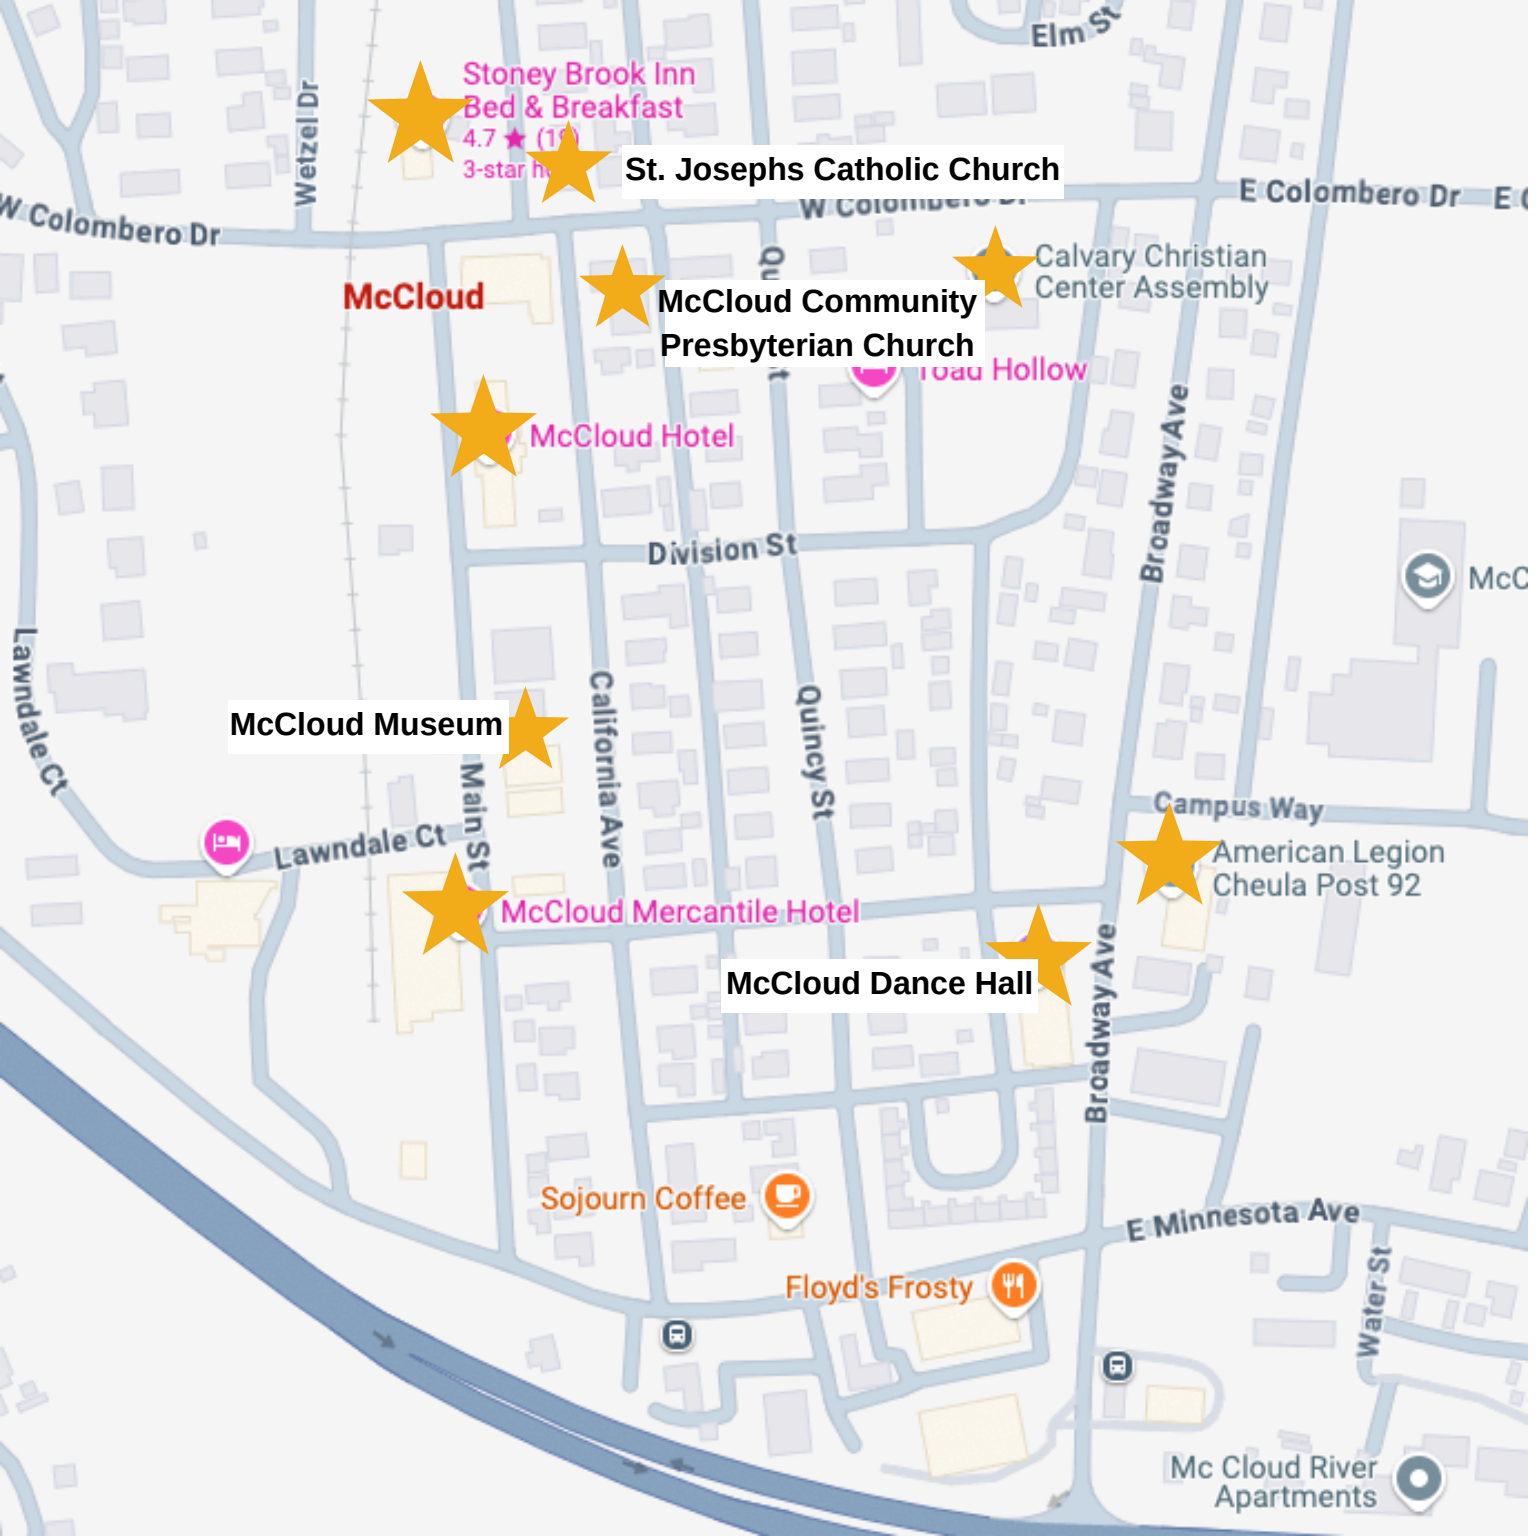 Elm St
Wetzel Dr
Stoney Brook Inn
Bed & Breakfast
4.7 ★
3-star
St. Josephs Catholic Church
W Colombero Dr
W Colombero Dr
E Colombero Dr
McCloud
Calvary Christian
Center Assembly
McCloud Community
Presbyterian Church
Toad Hollow
McCloud Hotel
Broadway Ave
Division St
McC
Lawndale Ct
California Ave
Quincy St
McCloud Museum
Main St
Campus Way
Lawndale Ct
American Legion
Cheula Post 92
McCloud Mercantile Hotel
McCloud Dance Hall
Broadway Ave
Sojourn Coffee
E Minnesota Ave
Floyd's Frosty
Water St
Mc Cloud River
Apartments